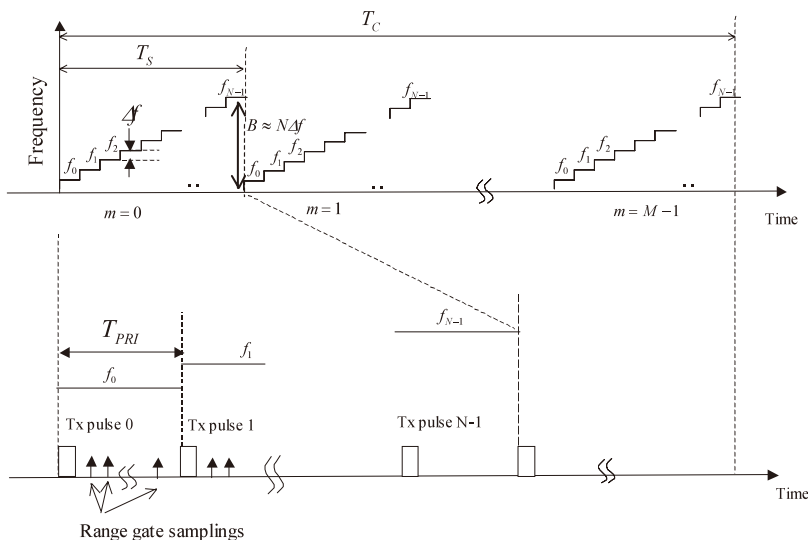 T_C
T_S
Frequency
Δf
f_0 f_1 f_2 f_{N-1}
B ≈ NΔf
f_0 f_1 f_2 f_{N-1}
f_0 f_1 f_2 f_{N-1}
m = 0
m = 1
m = M - 1
Time
T_{PRI}
f_0
f_1
f_{N-1}
Tx pulse 0
Tx pulse 1
Tx pulse N-1
Time
Range gate samplings